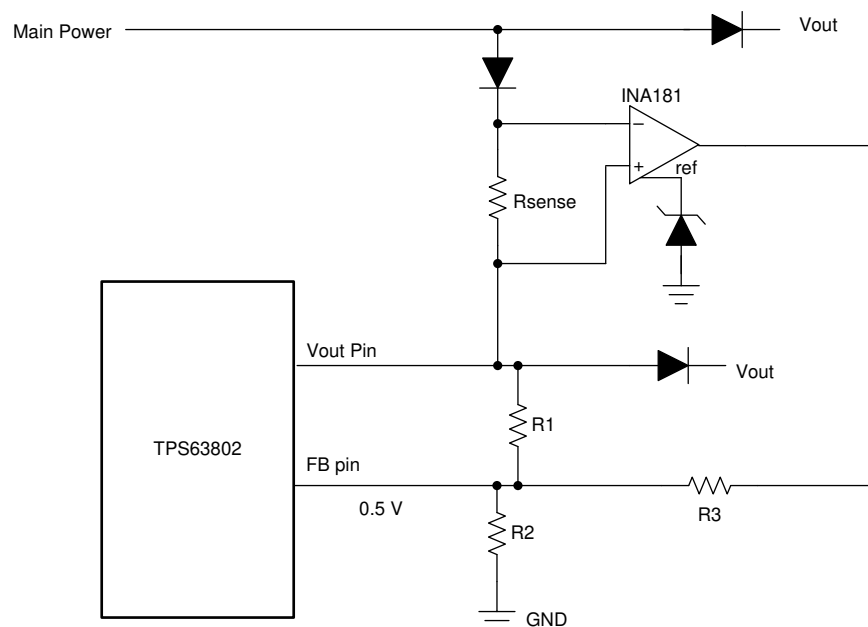 Main Power
Vout
INA181
−
+
ref
Rsense
Vout Pin
Vout
R1
TPS63802
FB pin
0.5 V
R3
R2
GND